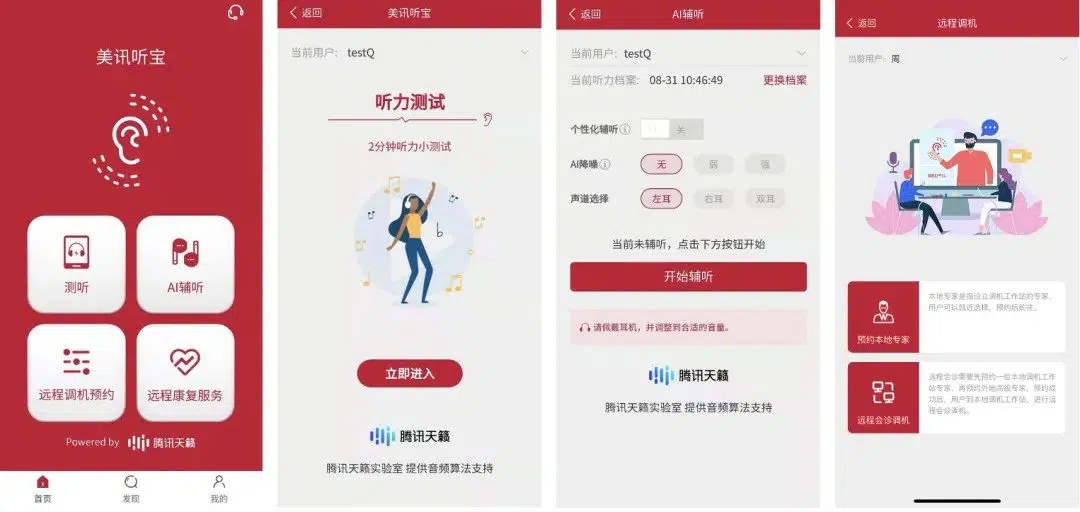 美讯听宝
测听
AI辅听
远程调机预约
远程康复服务
Powered by 腾讯天籁
首页
发现
我的
返回
美讯听宝
当前用户: testQ
听力测试
2分钟听力小测试
立即进入
腾讯天籁
腾讯天籁实验室 提供音频算法支持
返回
AI辅听
当前用户: testQ
当前听力档案: 08-31 10:46:49 更换档案
个性化辅听 关
AI降噪 无 弱 强
声道选择 左耳 右耳 双耳
当前未辅听，点击下方按钮开始
开始辅听
请佩戴耳机，并调整到合适的音量。
腾讯天籁
腾讯天籁实验室 提供音频算法支持
返回
远程调机
当前用户: 周
预约本地专家
本地专家是指设立调机工作站的专家，
用户可以就近选择，预约后前往。
远程会诊调机
远程会诊需要先预约一位本地调机工作
站专家，再预约外地高级专家，预约成
功后，用户到本地调机工作站，进行远
程会诊调机。